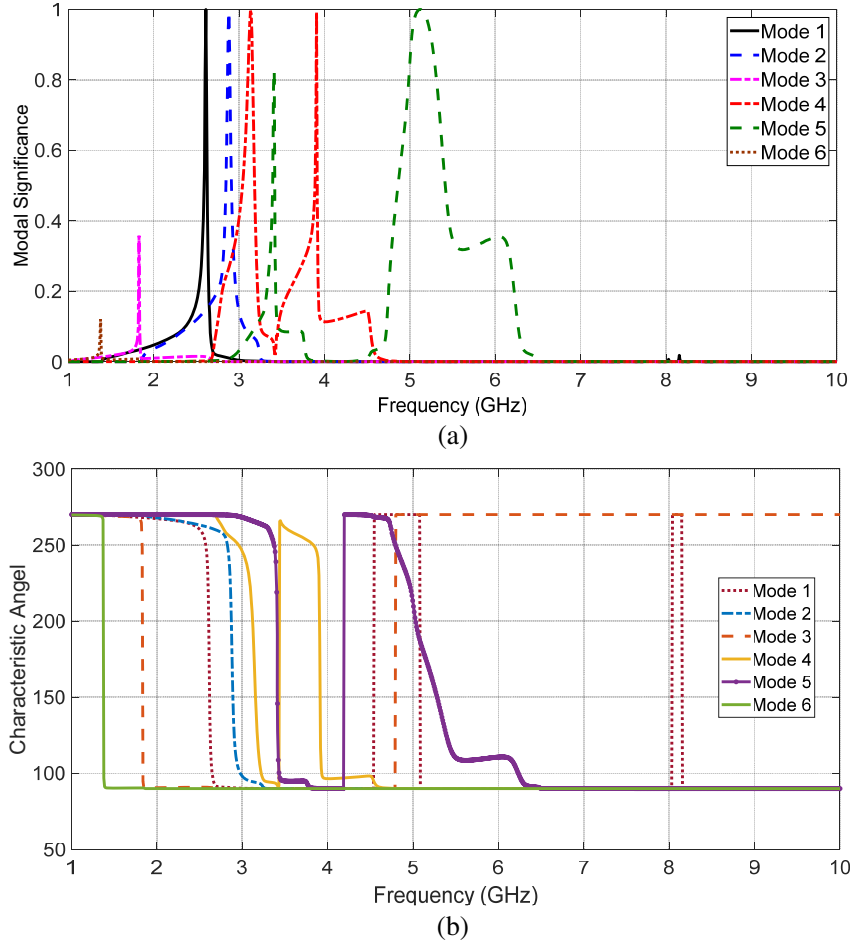 1
0.8
0.6
0.4
0.2
0
Modal Significance
Mode 1
Mode 2
Mode 3
Mode 4
Mode 5
Mode 6
1 2 3 4 5 6 7 8 9 10
Frequency (GHz)
(a)
300
250
200
150
100
50
Characteristic Angel
Mode 1
Mode 2
Mode 3
Mode 4
Mode 5
Mode 6
1 2 3 4 5 6 7 8 9 10
Frequency (GHz)
(b)